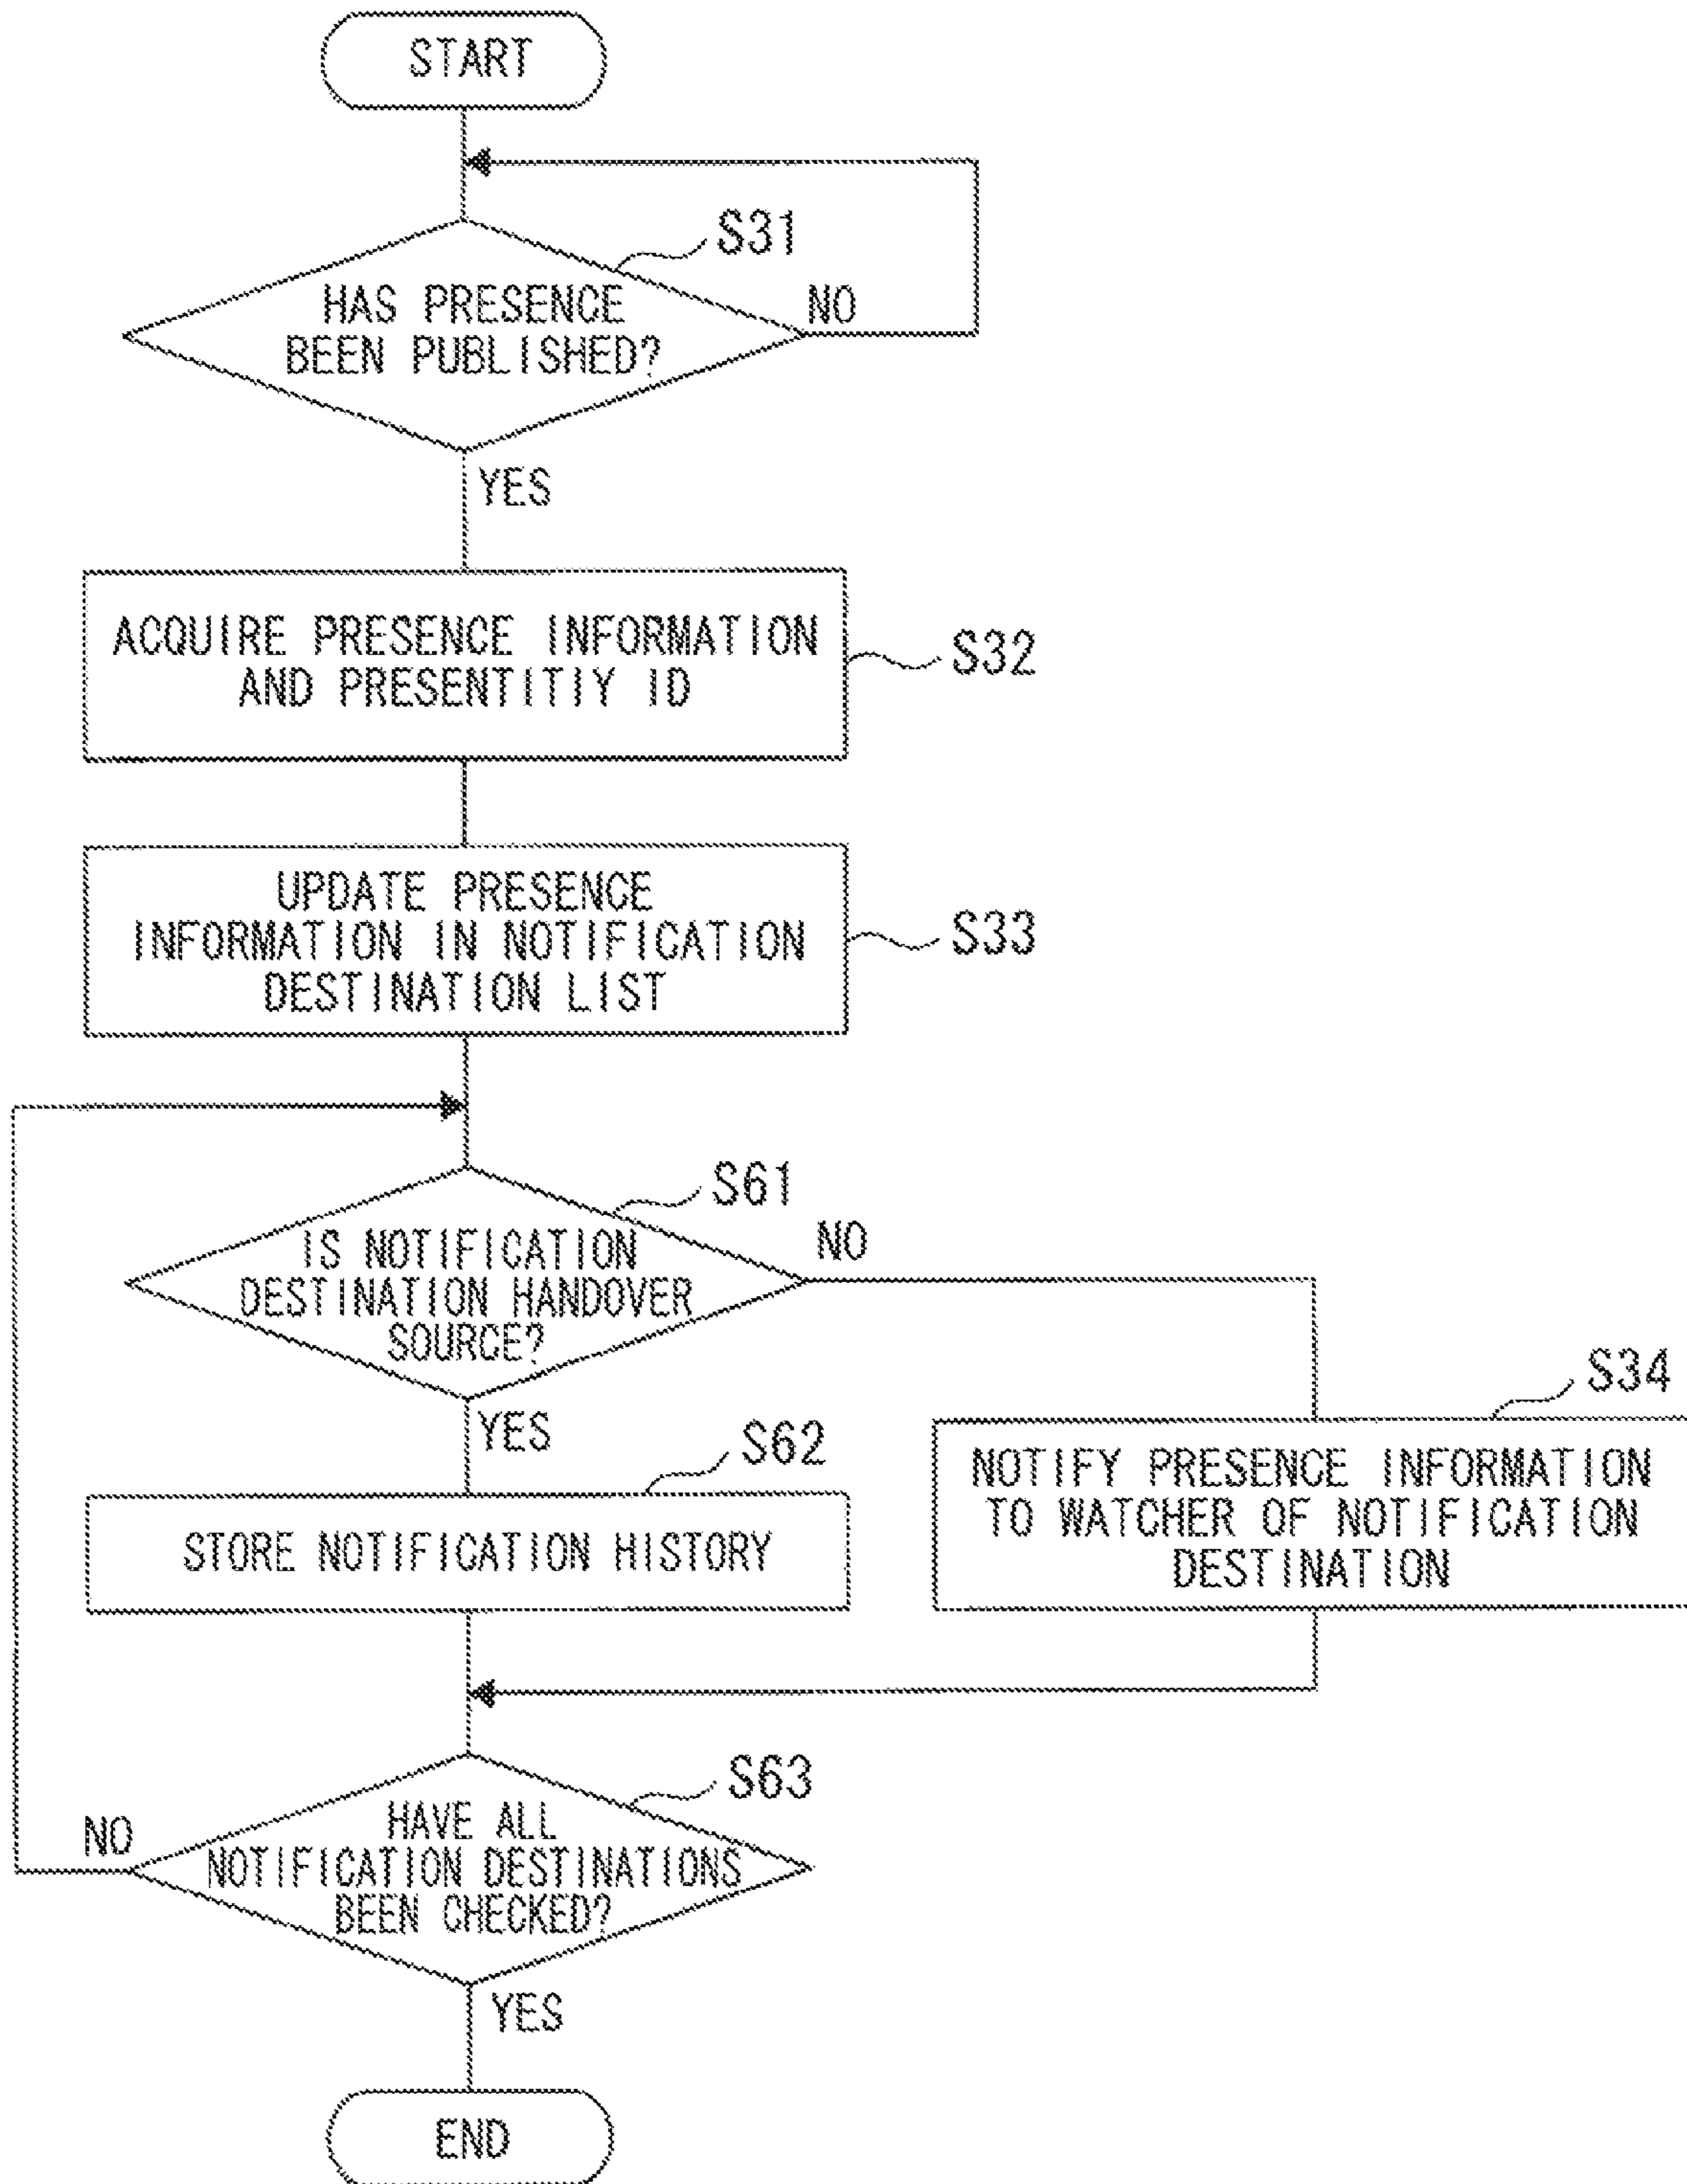 START
S31
HAS PRESENCE
BEEN PUBLISHED?
NO
YES
ACQUIRE PRESENCE INFORMATION
AND PRESENTITIY ID
S32
UPDATE PRESENCE
INFORMATION IN NOTIFICATION
DESTINATION LIST
S33
S61
IS NOTIFICATION
DESTINATION HANDOVER
SOURCE?
NO
YES
S34
NOTIFY PRESENCE INFORMATION
TO WATCHER OF NOTIFICATION
DESTINATION
S62
STORE NOTIFICATION HISTORY
S63
HAVE ALL
NOTIFICATION DESTINATIONS
BEEN CHECKED?
NO
YES
END